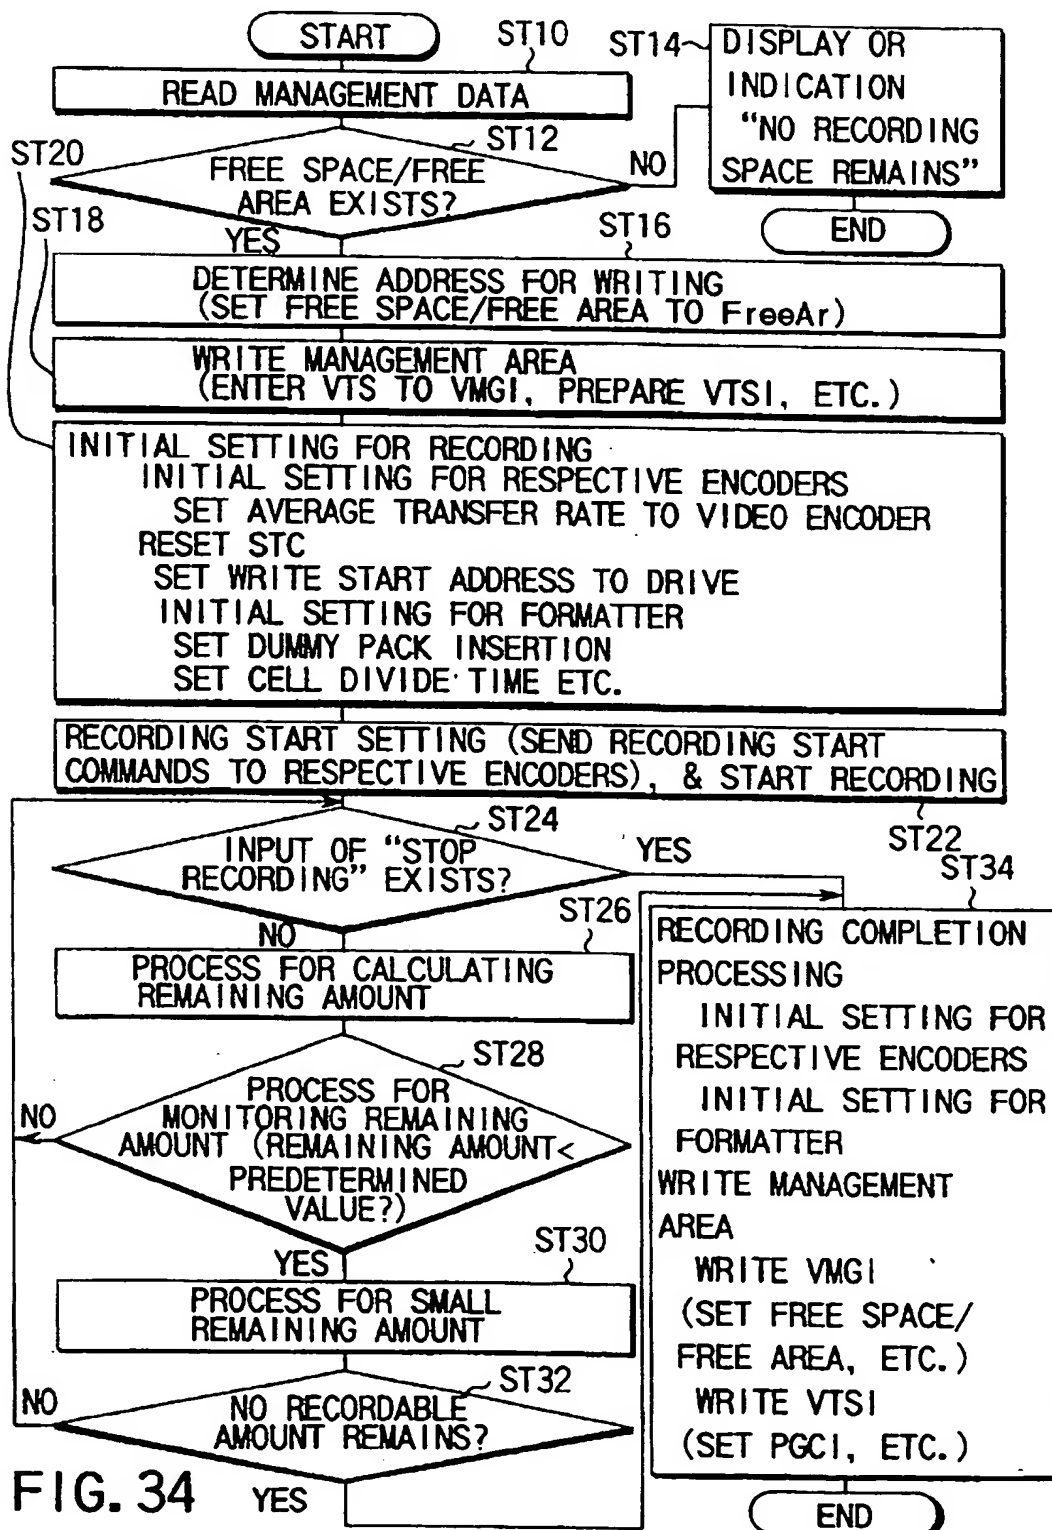 START
ST10
READ MANAGEMENT DATA
ST14
DISPLAY OR
INDICATION
"NO RECORDING
SPACE REMAINS"
END
ST12
FREE SPACE/FREE
AREA EXISTS?
NO
YES
ST20
ST18
ST16
DETERMINE ADDRESS FOR WRITING
(SET FREE SPACE/FREE AREA TO FreeAr)
WRITE MANAGEMENT AREA
(ENTER VTS TO VMGI, PREPARE VTSI, ETC.)
INITIAL SETTING FOR RECORDING
INITIAL SETTING FOR RESPECTIVE ENCODERS
SET AVERAGE TRANSFER RATE TO VIDEO ENCODER
RESET STC
SET WRITE START ADDRESS TO DRIVE
INITIAL SETTING FOR FORMATTER
SET DUMMY PACK INSERTION
SET CELL DIVIDE TIME ETC.
RECORDING START SETTING (SEND RECORDING START
COMMANDS TO RESPECTIVE ENCODERS), & START RECORDING
ST22
ST24
INPUT OF "STOP
RECORDING" EXISTS?
YES
NO
ST26
PROCESS FOR CALCULATING
REMAINING AMOUNT
ST28
PROCESS FOR
MONITORING REMAINING
AMOUNT (REMAINING AMOUNT<
PREDETERMINED
VALUE?)
NO
YES
ST30
PROCESS FOR SMALL
REMAINING AMOUNT
ST32
NO RECORDABLE
AMOUNT REMAINS?
NO
YES
ST34
RECORDING COMPLETION
PROCESSING
INITIAL SETTING FOR
RESPECTIVE ENCODERS
INITIAL SETTING FOR
FORMATTER
WRITE MANAGEMENT
AREA
WRITE VMGI
(SET FREE SPACE/
FREE AREA, ETC.)
WRITE VTSI
(SET PGCI, ETC.)
END
FIG. 34